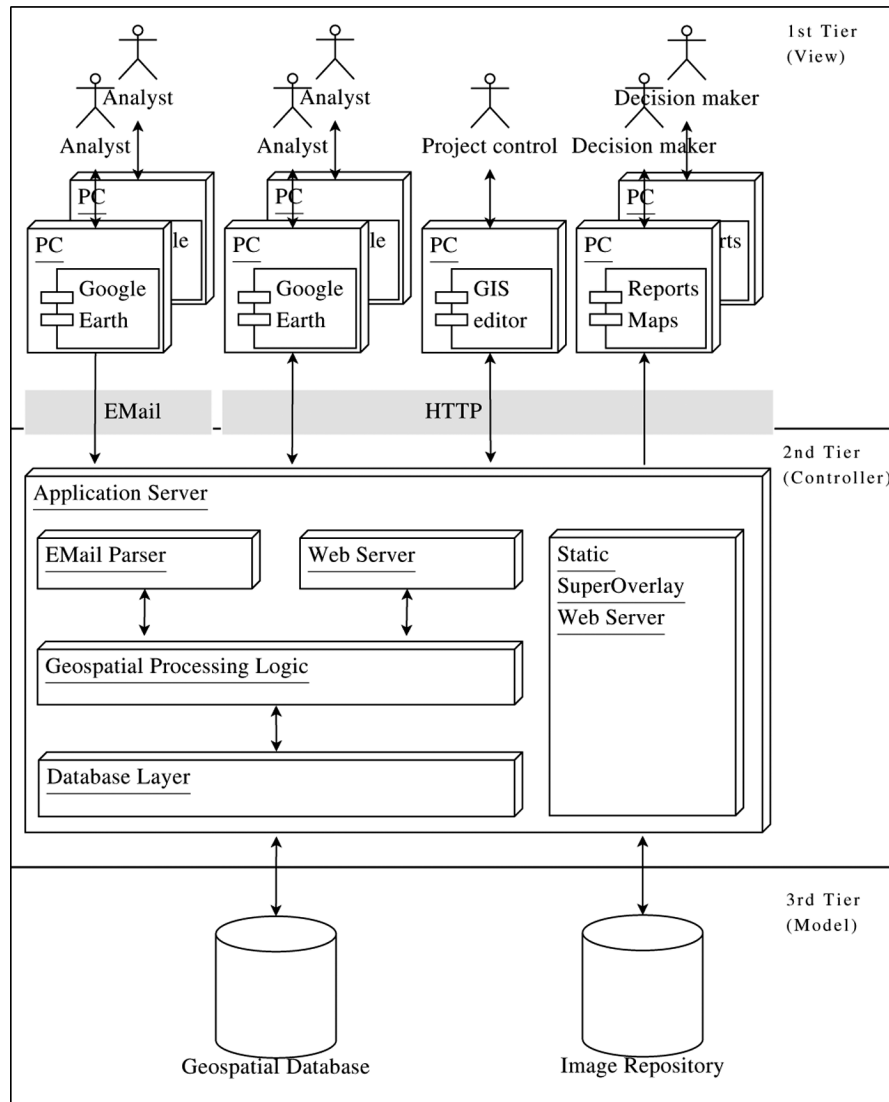 1st Tier
(View)
Analyst
Analyst
Decision maker
Analyst
Analyst
Project control
Decision maker
PC
PC
PC
le
le
rts
PC
PC
PC
PC
Google
Earth
Google
Earth
GIS
editor
Reports
Maps
EMail
HTTP
2nd Tier
(Controller)
Application Server
EMail Parser
Web Server
Static
SuperOverlay
Web Server
Geospatial Processing Logic
Database Layer
3rd Tier
(Model)
Geospatial Database
Image Repository